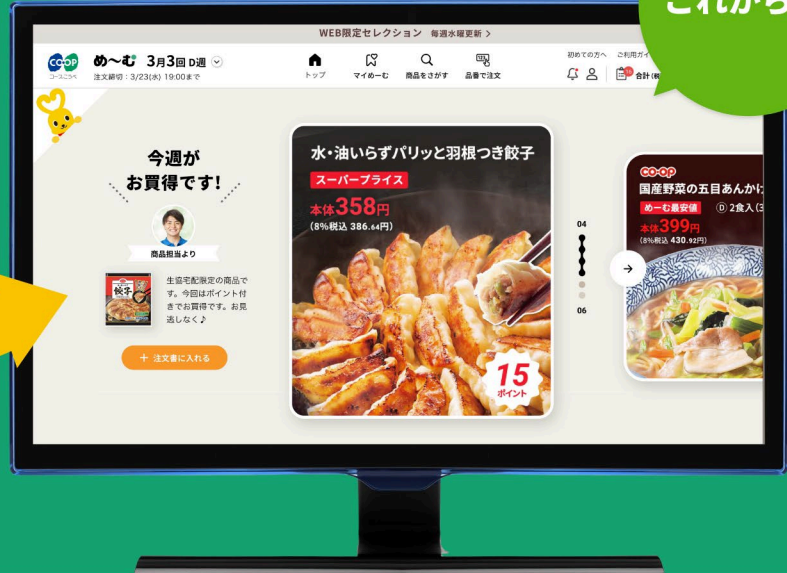 これから
WEB限定セレクション 毎週水曜更新 >
CO・OP
コープこうべ
め〜む 3月3回 D週
注文締切：3/23(水) 19:00まで
トップ
マイめーむ
商品をさがす
品番で注文
初めての方へ ご利用ガイ
合計
今週が
お買得です!
商品担当より
餃子
生協宅配限定の商品で
す。今回はポイント付
きでお買得です。お見
逃しなく♪
＋ 注文書に入れる
水・油いらずパリッと羽根つき餃子
スーパープライス
本体358円
(8%税込 386.64円)
15
ポイント
04
06
CO・OP
国産野菜の五目あんかけ
めーむ最安値 Ⓓ 2食入(3
本体399円
(8%税込 430.92円)